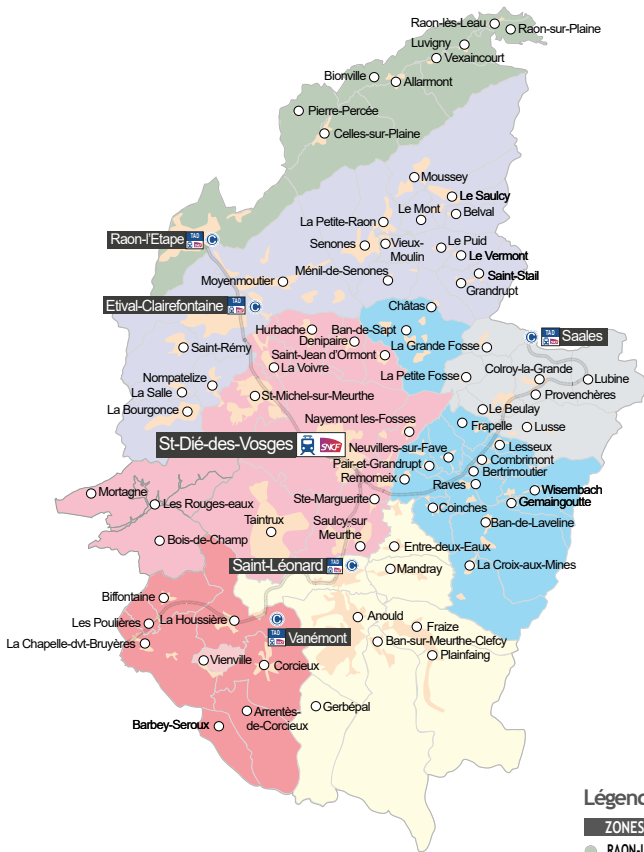 Raon-lès-Leau
Raon-sur-Plaine
Luvigny
Vexaincourt
Bionville
Allarmont
Pierre-Percée
Celles-sur-Plaine
Moussey
Le Saulcy
Le Mont
Belval
La Petite-Raon
Raon-l'Etape TAD SNCF C
Senones
Vieux-
Moulin
Le Puid
Le Vermont
Ménil-de-Senones
Saint-Stail
Moyenmoutier
Grandrupt
Etival-Clairefontaine TAD SNCF C
Châtas
Hurbache
Ban-de-Sapt
Denipaire
C TAD SNCF Saales
Saint-Rémy
Saint-Jean d'Ormont
La Grande Fosse
La Voivre
Colroy-la-Grande
Nompatelize
La Petite Fosse
Lubine
La Salle
St-Michel-sur-Meurthe
Provenchères
La Bourgonce
Le Beulay
Nayemont les-Fosses
Frapelle
Lusse
St-Dié-des-Vosges SNCF
Neuvillers-sur-Fave
Lesseux
Combrimont
Pair-et-Grandrupt
Bertrimoutier
Remomeix
Raves
Wisembach
Mortagne
Ste-Marguerite
Gemaingoutte
Les Rouges-eaux
Coinches
Taintrux
Saulcy-sur
Meurthe
Ban-de-Laveline
Bois-de-Champ
Entre-deux-Eaux
Saint-Léonard TAD SNCF C
Mandray
La Croix-aux-Mines
Biffontaine
Les Poulières
La Houssière
C
Anould
TAD SNCF Vanémont
Fraize
La Chapelle-dvt-Bruyères
Ban-sur-Meurthe-Clefcy
Plainfaing
Vienville
Corcieux
Gerbépal
Arrentès-
de-Corcieux
Barbey-Seroux
Légend
ZONES
RAON-L